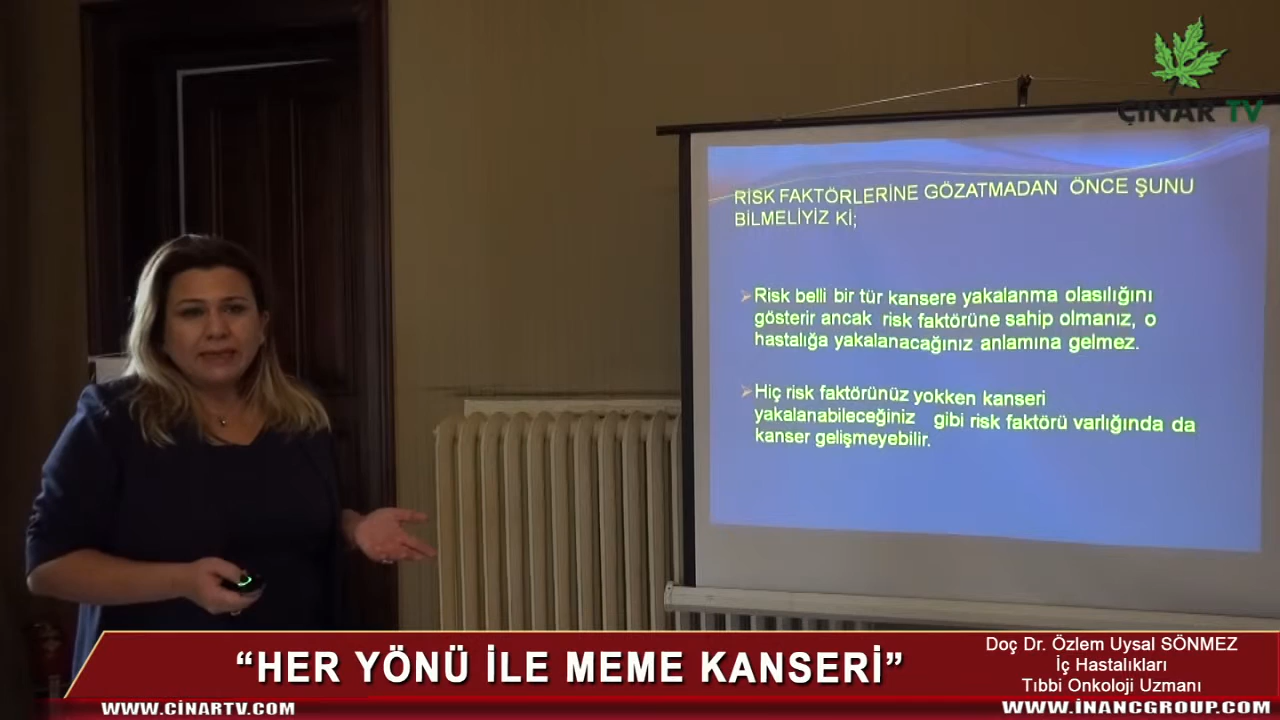 ÇINAR TV
RİSK FAKTÖRLERİNE GÖZATMADAN ÖNCE ŞUNU
BİLMELİYİZ Kİ;
Risk belli bir tür kansere yakalanma olasılığını
gösterir ancak risk faktörüne sahip olmanız, o
hastalığa yakalanacağınız anlamına gelmez.
Hiç risk faktörünüz yokken kanseri
yakalanabileceğiniz gibi risk faktörü varlığında da
kanser gelişmeyebilir.
“HER YÖNÜ İLE MEME KANSERİ”
Doç Dr. Özlem Uysal SÖNMEZ
İç Hastalıkları
Tıbbi Onkoloji Uzmanı
WWW.CİNARTV.COM
WWW.İNANCGROUP.COM